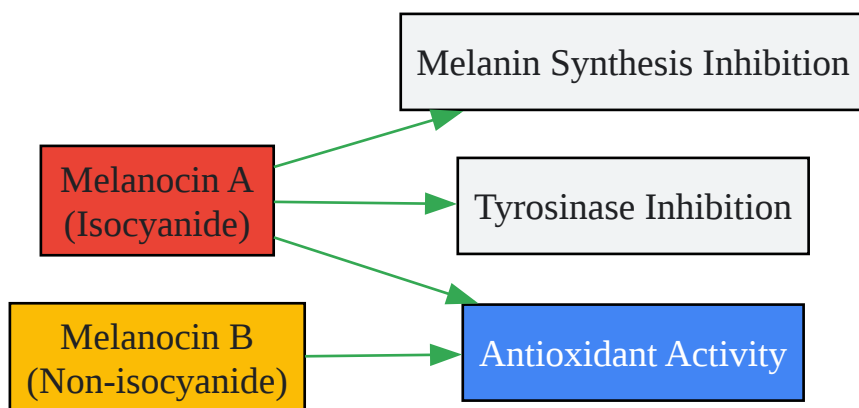 Melanin Synthesis Inhibition
Melanocin A
(Isocyanide)
Tyrosinase Inhibition
Melanocin B
(Non-isocyanide)
Antioxidant Activity